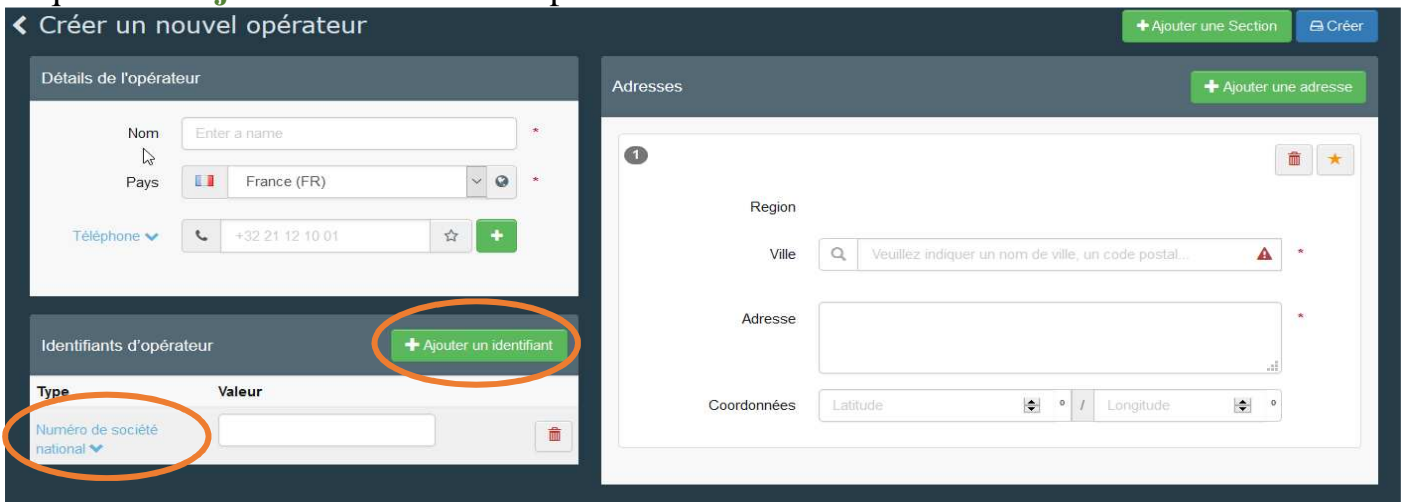 Créer un nouvel opérateur
+ Ajouter une Section
Créer
Détails de l'opérateur
Nom
Enter a name
*
Pays
France (FR)
*
Téléphone
+32 21 12 10 01
+
Identifiants d'opérateur
+ Ajouter un identifiant
Type
Valeur
Numéro de société
national
Adresses
+ Ajouter une adresse
1
Region
Ville
Veuillez indiquer un nom de ville, un code postal...
*
Adresse
*
Coordonnées
Latitude
°
/
Longitude
°